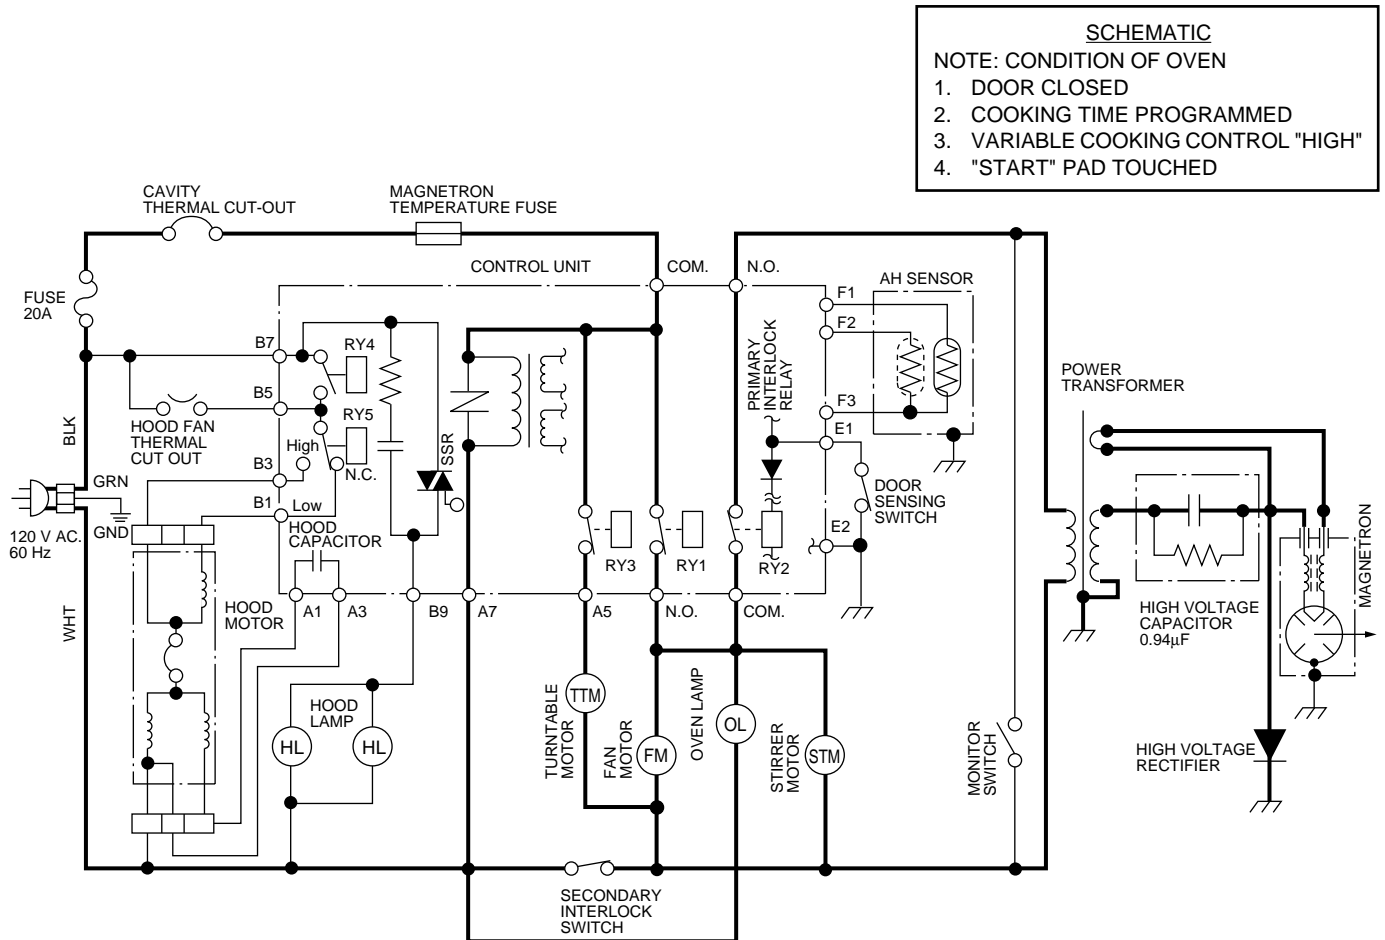 SCHEMATIC
NOTE: CONDITION OF OVEN
1. DOOR CLOSED
2. COOKING TIME PROGRAMMED
3. VARIABLE COOKING CONTROL "HIGH"
4. "START" PAD TOUCHED
CAVITY
THERMAL CUT-OUT
MAGNETRON
TEMPERATURE FUSE
CONTROL UNIT
COM.
N.O.
FUSE
20A
F1
AH SENSOR
F2
B7
RY4
PRIMARY
INTERLOCK
RELAY
POWER
TRANSFORMER
B5
RY5
F3
E1
BLK
HOOD FAN
THERMAL
CUT OUT
High
N.C.
SSR
B3
GRN
B1
Low
DOOR
SENSING
SWITCH
120 V AC.
60 Hz
GND
HOOD
CAPACITOR
E2
RY3
RY1
RY2
MAGNETRON
WHT
HOOD
MOTOR
A1
A3
B9
A7
A5
N.O.
COM.
HIGH VOLTAGE
CAPACITOR
0.94μF
HOOD
LAMP
HL
HL
TURNTABLE
MOTOR
TTM
FAN
MOTOR
FM
OVEN LAMP
OL
STIRRER
MOTOR
STM
MONITOR
SWITCH
HIGH VOLTAGE
RECTIFIER
SECONDARY
INTERLOCK
SWITCH